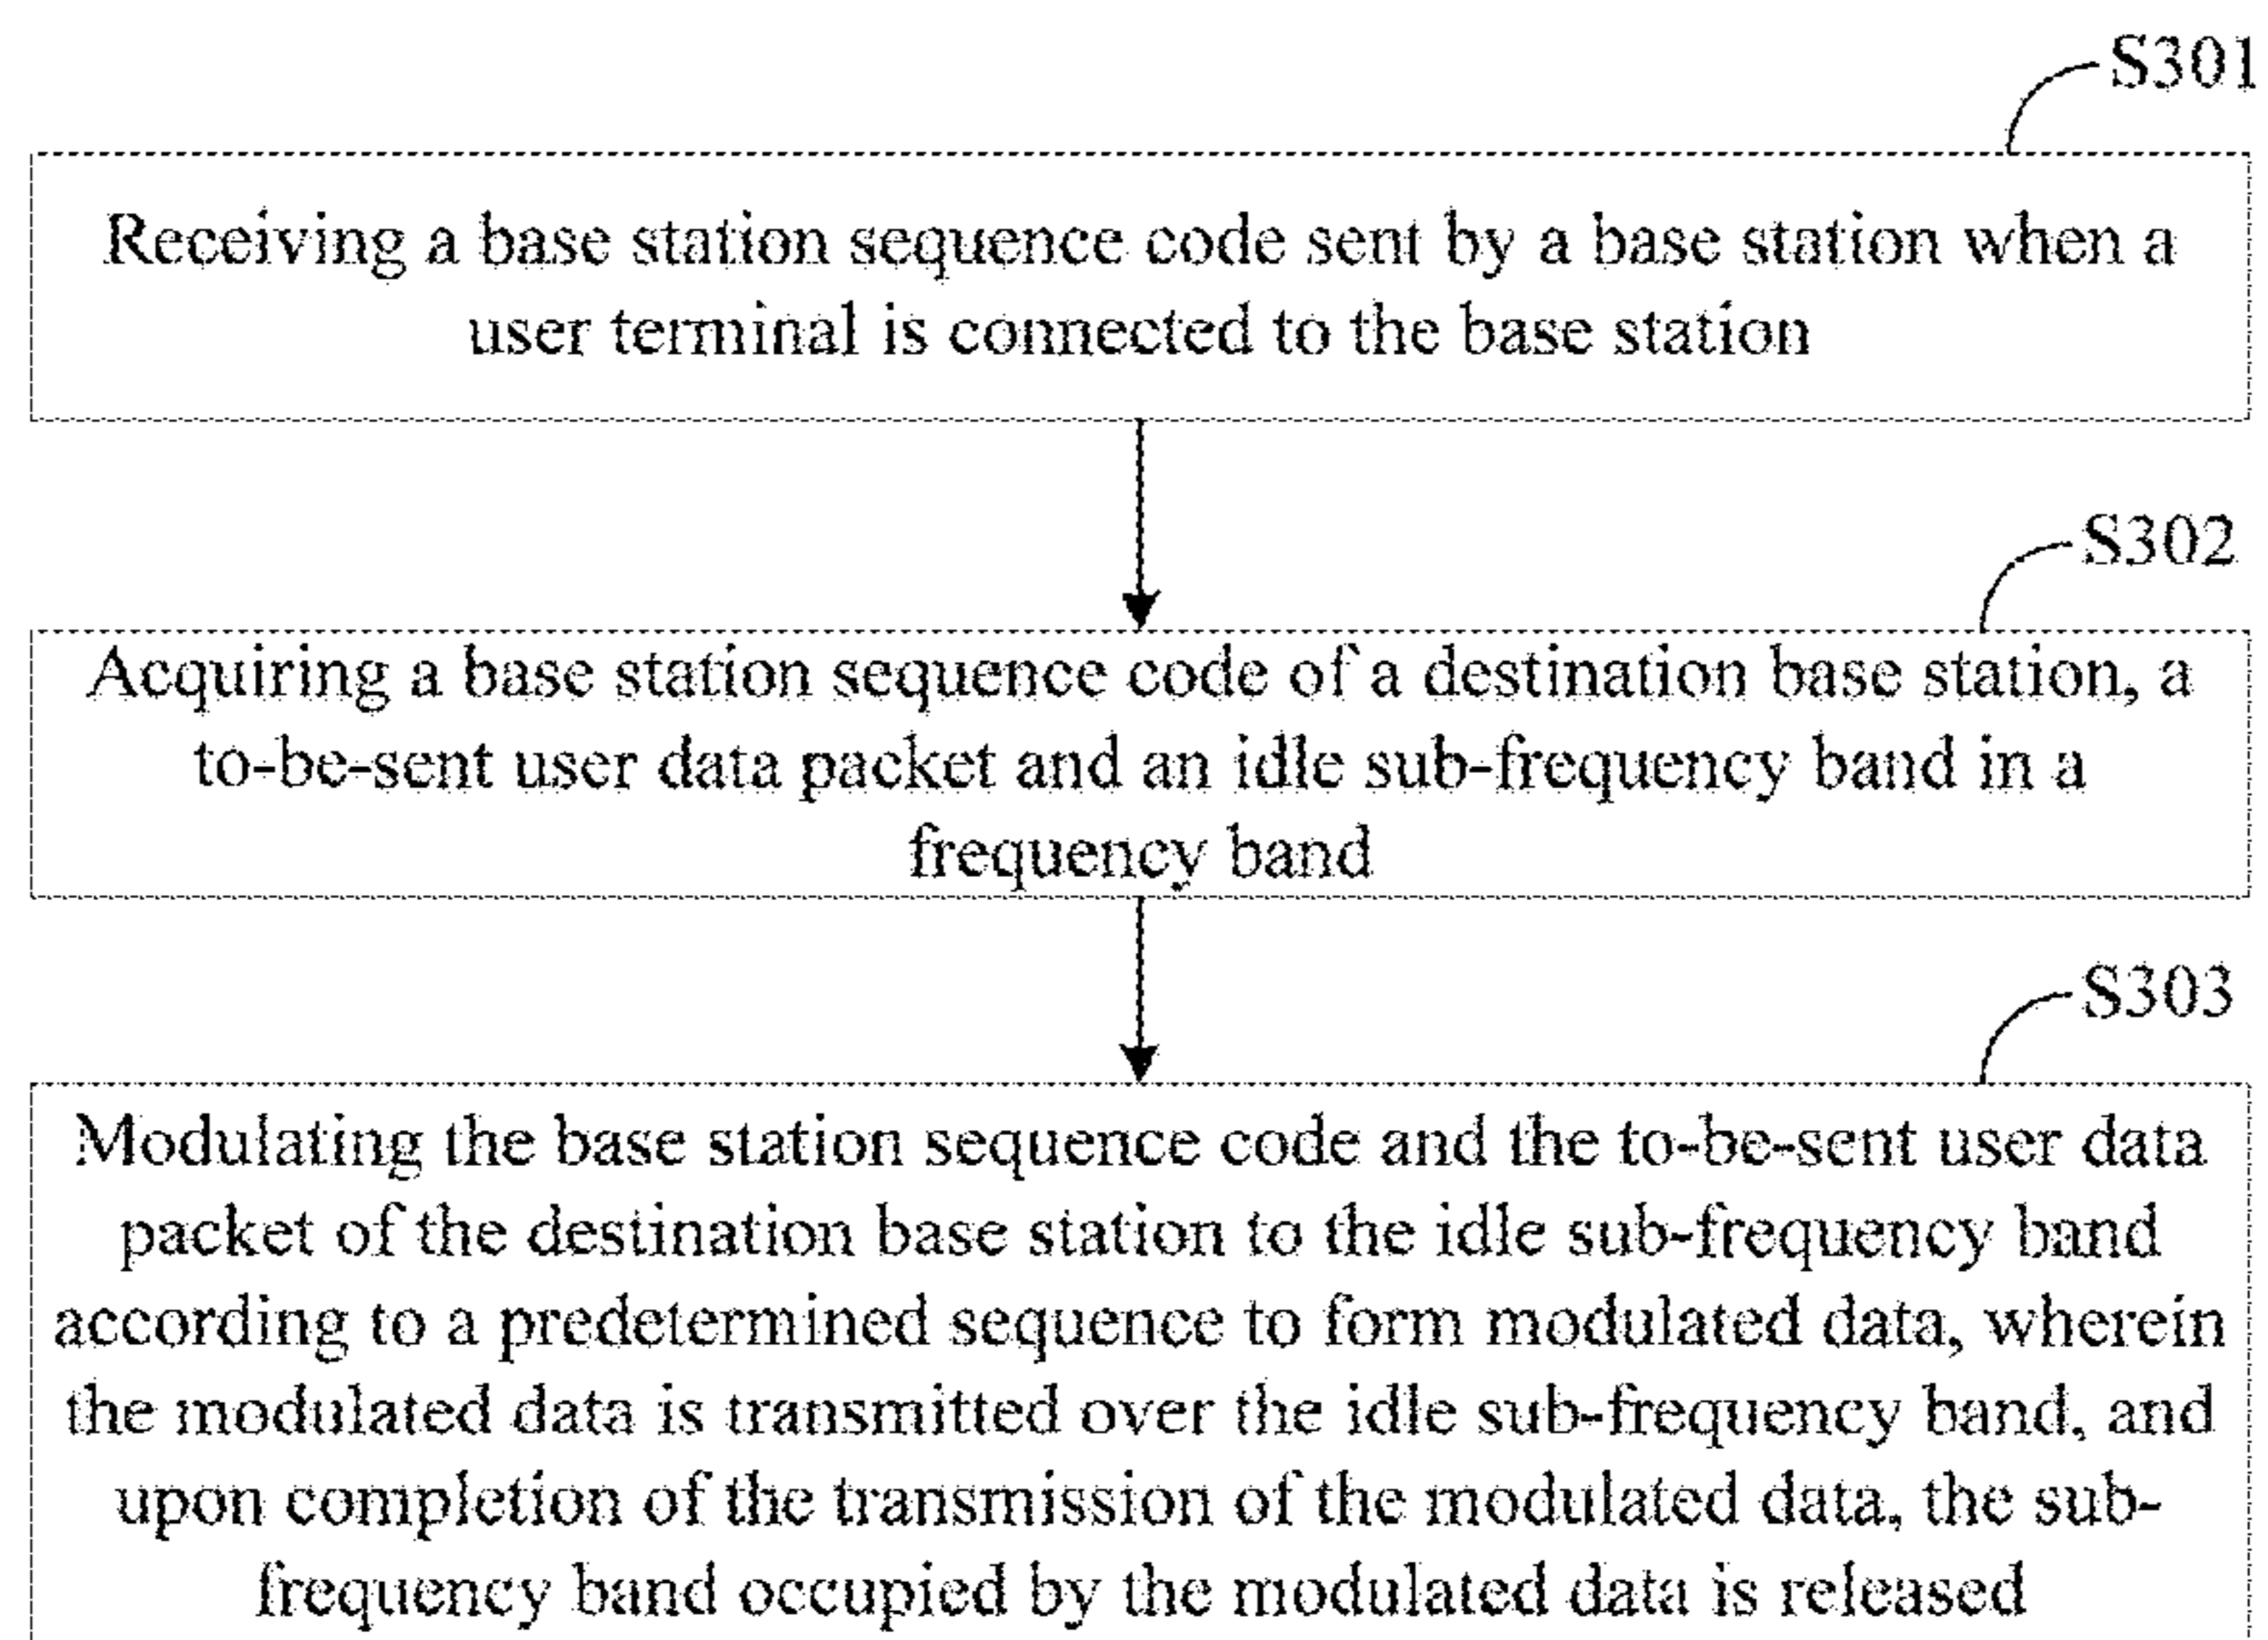 S301
Receiving a base station sequence code sent by a base station when a
user terminal is connected to the base station
S302
Acquiring a base station sequence code of a destination base station, a
to-be-sent user data packet and an idle sub-frequency band in a
frequency band
S303
Modulating the base station sequence code and the to-be-sent user data
packet of the destination base station to the idle sub-frequency band
according to a predetermined sequence to form modulated data, wherein
the modulated data is transmitted over the idle sub-frequency band, and
upon completion of the transmission of the modulated data, the sub-
frequency band occupied by the modulated data is released